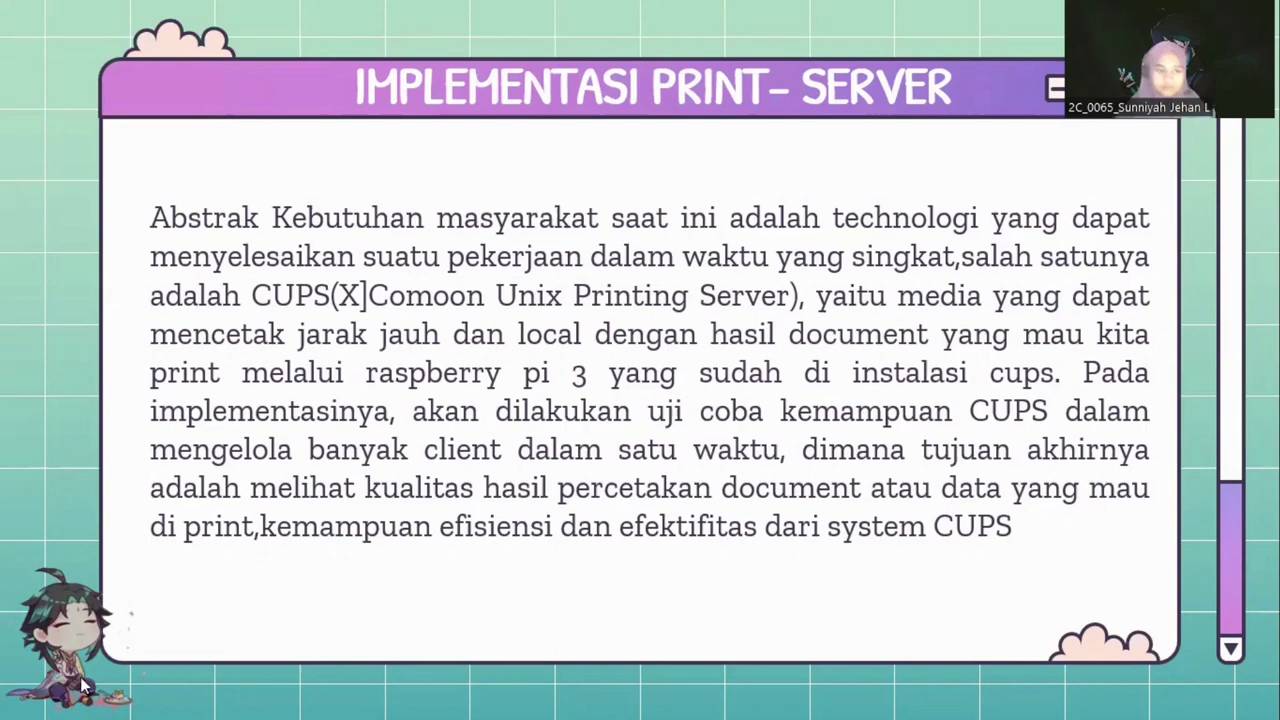 IMPLEMENTASI PRINT- SERVER
2C_0065_Sunniyah Jehan L
Abstrak Kebutuhan masyarakat saat ini adalah technologi yang dapat
menyelesaikan suatu pekerjaan dalam waktu yang singkat,salah satunya
adalah CUPS(X]Comoon Unix Printing Server), yaitu media yang dapat
mencetak jarak jauh dan local dengan hasil document yang mau kita
print melalui raspberry pi 3 yang sudah di instalasi cups. Pada
implementasinya, akan dilakukan uji coba kemampuan CUPS dalam
mengelola banyak client dalam satu waktu, dimana tujuan akhirnya
adalah melihat kualitas hasil percetakan document atau data yang mau
di print,kemampuan efisiensi dan efektifitas dari system CUPS